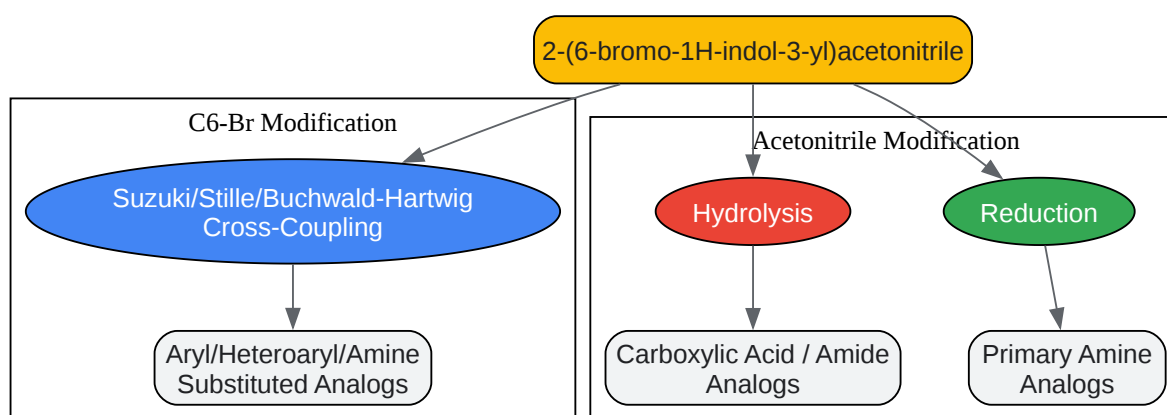 2-(6-bromo-1H-indol-3-yl)acetonitrile
C6-Br Modification
Acetonitrile Modification
Suzuki/Stille/Buchwald-Hartwig
Cross-Coupling
Hydrolysis
Reduction
Aryl/Heteroaryl/Amine
Substituted Analogs
Carboxylic Acid / Amide
Analogs
Primary Amine
Analogs